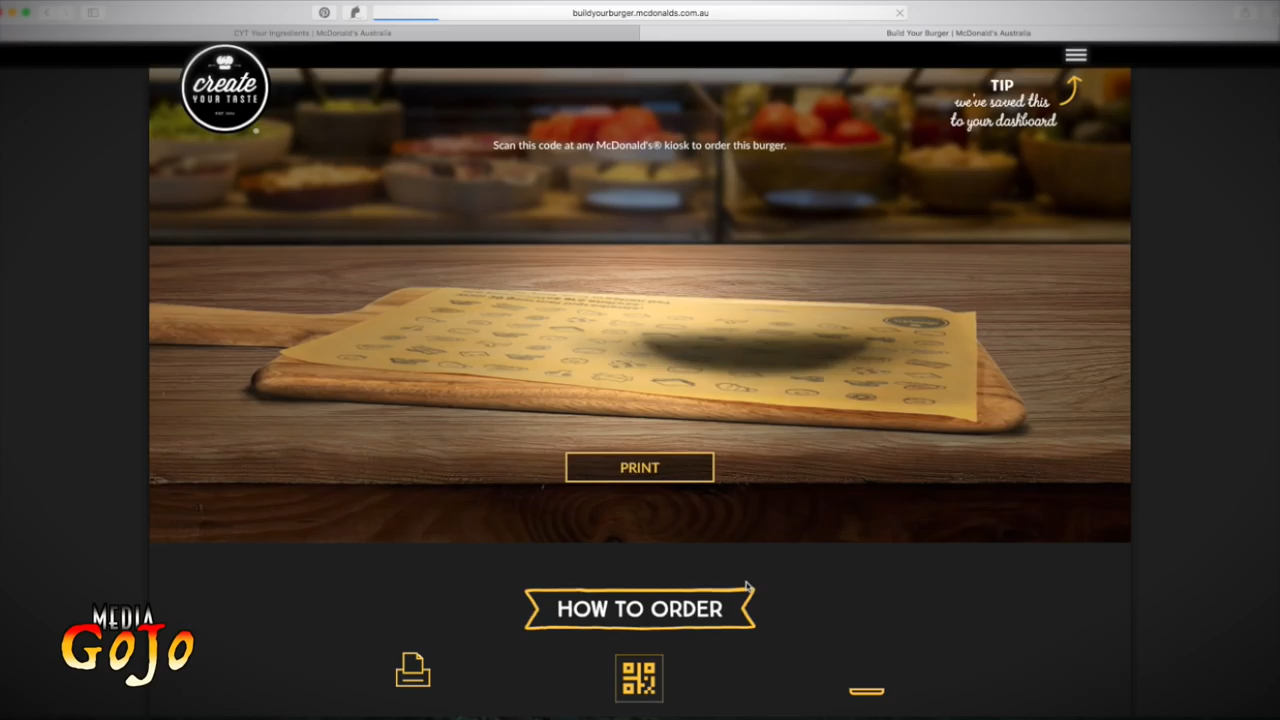 buildyourburger.mcdonalds.com.au
CYT Your Ingredients | McDonald's Australia
Build Your Burger | McDonald's Australia
create
YOUR TASTE
TIP
we've saved this
to your dashboard
Scan this code at any McDonald's® kiosk to order this burger.
PRINT
HOW TO ORDER
MEDIA
GoJo